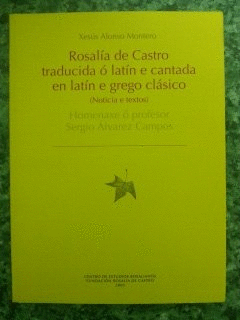 Xesús Alonso Montero
Rosalía de Castro
traducida ó latín e cantada
en latín e grego clásico
(Noticia e textos)
Homenaxe ó profesor
Sergio Álvarez Campos
CENTRO DE ESTUDIOS ROSALIANOS
FUNDACIÓN ROSALÍA DE CASTRO